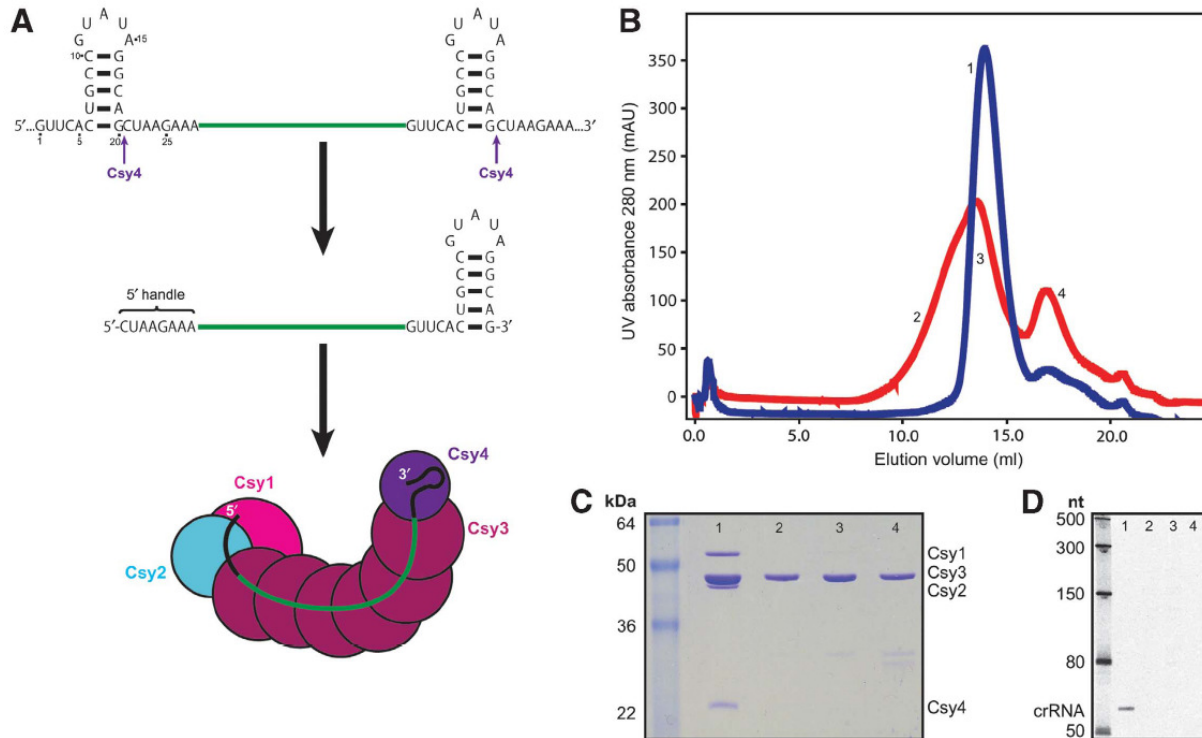 A
U A
U U
G A•15
10•C G
C G
G C
U A
5′...GUUCAC GCUAAGAAA
1 5 20 25
Csy4
U A
U U
G A
C G
C G
G C
U A
GUUCAC GCUAAGAAA...3′
Csy4
U A
U U
G A
C G
C G
G C
U A
5′ handle
5′-CUAAGAAA
GUUCAC G-3′
Csy4
3′
Csy1
5′
Csy3
Csy2
B
UV absorbance 280 nm (mAU)
350
300
250
200
150
100
50
0
1
2
3
4
0.0 5.0 10.0 15.0 20.0
Elution volume (ml)
C
kDa
64
50
36
22
1 2 3 4
Csy1
Csy3
Csy2
Csy4
D
nt
500
300
150
80
crRNA
50
1 2 3 4